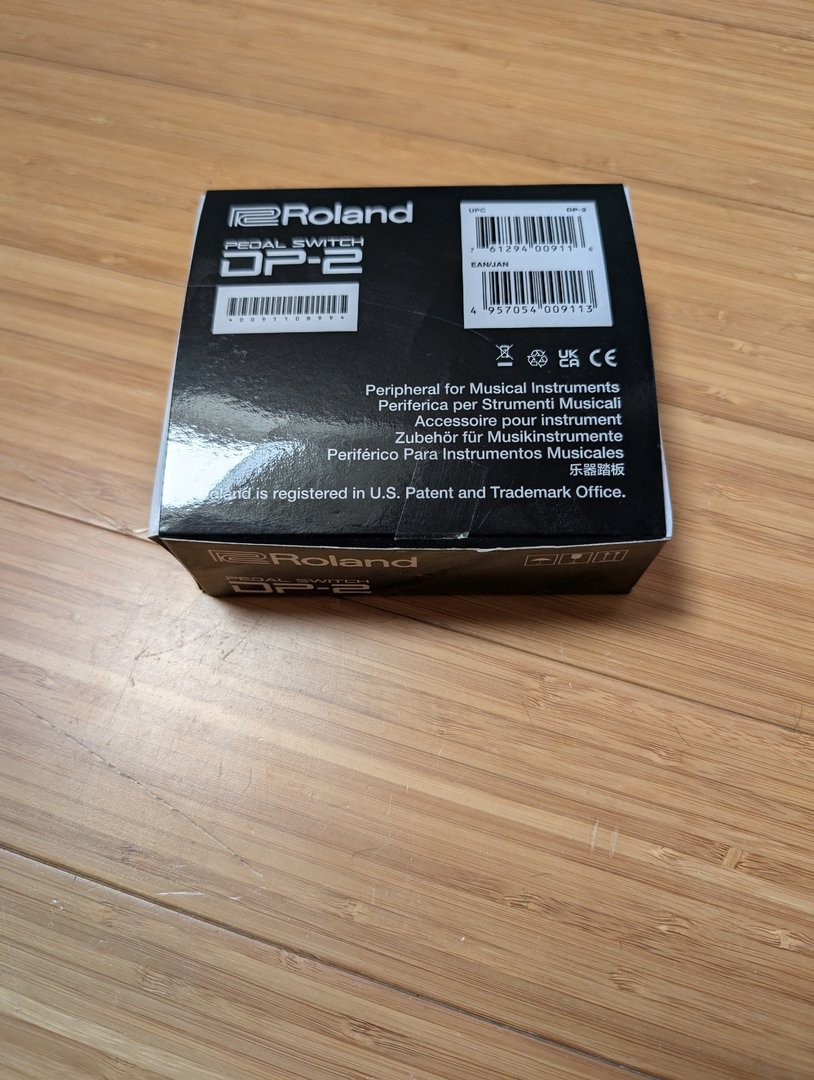 Roland
PEDAL SWITCH
DP-2
*00911089994*
UPC DP-2
7 61294 00911 6
EAN/JAN
4 957054 009113
UK
CA
CE
Peripheral for Musical Instruments
Periferica per Strumenti Musicali
Accessoire pour instrument
Zubehör für Musikinstrumente
Periférico Para Instrumentos Musicales
乐器踏板
Roland is registered in U.S. Patent and Trademark Office.
Roland
PEDAL SWITCH
DP-2